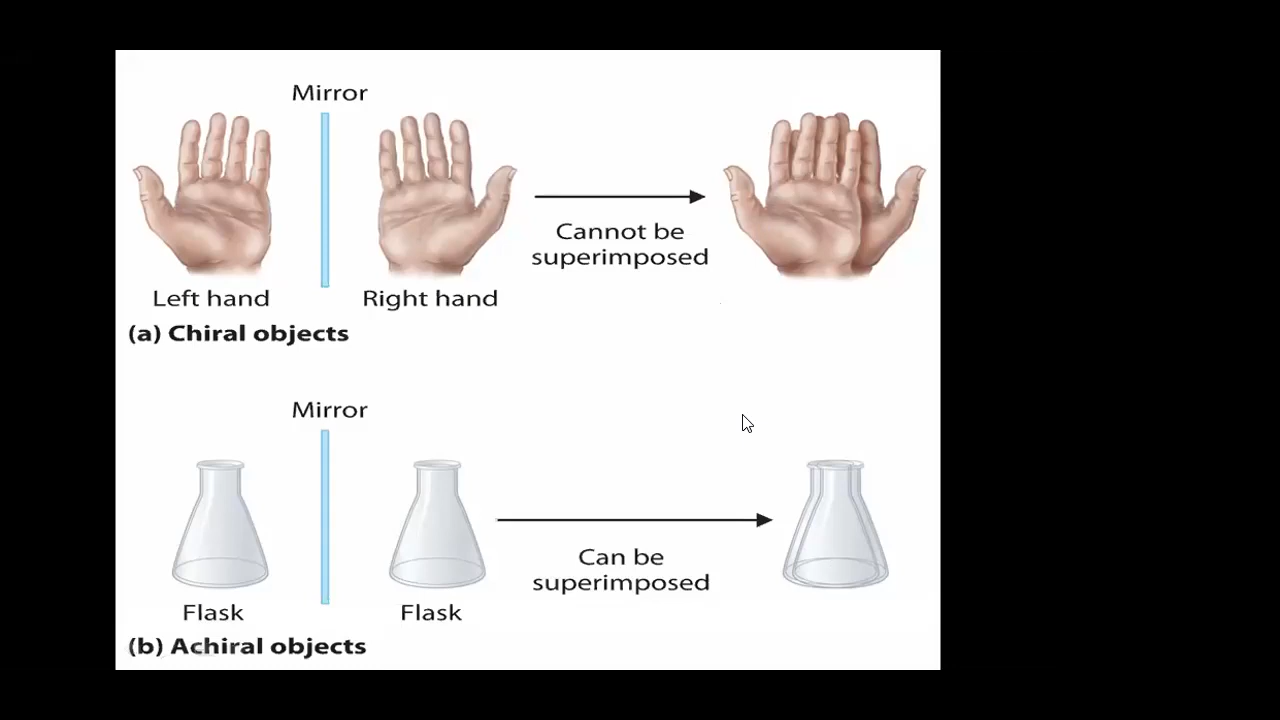 Mirror
Cannot be
superimposed
Left hand
Right hand
(a) Chiral objects
Mirror
Can be
superimposed
Flask
Flask
(b) Achiral objects